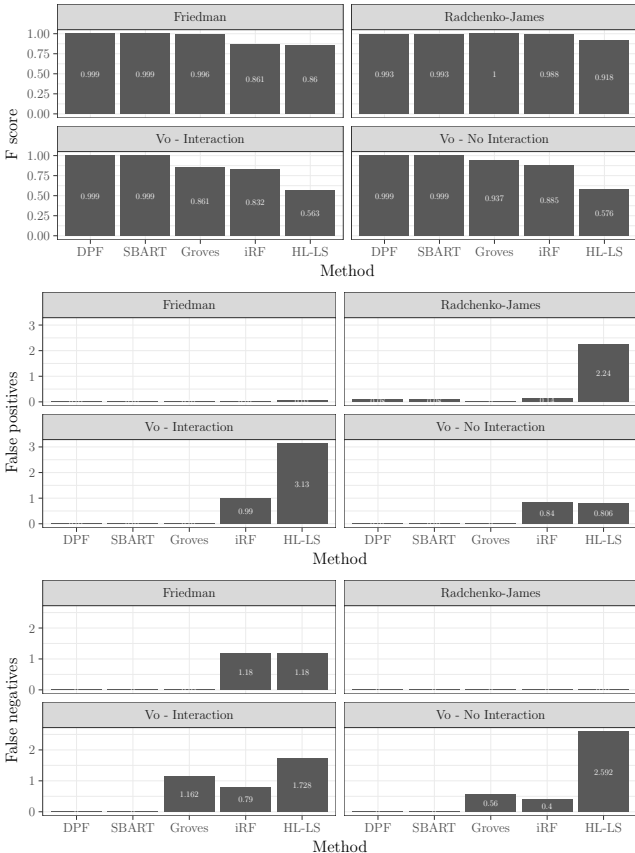 Friedman Radchenko-James
1.00
0.75
0.50
0.25
0.00
0.999 0.999 0.996 0.861 0.86
0.993 0.993 1 0.988 0.918
Vo - Interaction Vo - No Interaction
1.00
0.75
0.50
0.25
0.00
0.999 0.999 0.861 0.832 0.563
0.999 0.999 0.937 0.885 0.576
F score
DPF SBART Groves iRF HL-LS DPF SBART Groves iRF HL-LS
Method
Friedman Radchenko-James
3
2
1
0
2.24
Vo - Interaction Vo - No Interaction
3
2
1
0
0.99 3.13
0.84 0.806
False positives
DPF SBART Groves iRF HL-LS DPF SBART Groves iRF HL-LS
Method
Friedman Radchenko-James
2
1
0
1.18 1.18
Vo - Interaction Vo - No Interaction
2
1
0
1.162 0.79 1.728
0.56 0.4 2.592
False negatives
DPF SBART Groves iRF HL-LS DPF SBART Groves iRF HL-LS
Method